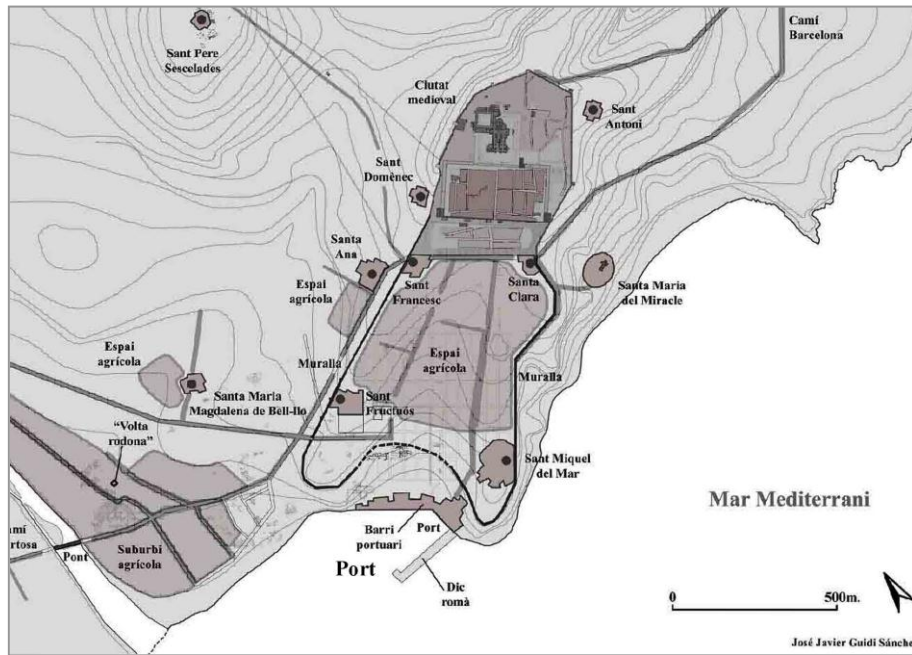 Sant Pere
Sescelades
Camí
Barcelona
Ciutat
medieval
Sant
Antoni
Sant
Domènec
Santa
Ana
Espai
agrícola
Sant
Francesc
Santa
Clara
Santa Maria
del Miracle
Espai
agrícola
Espai
agrícola
Muralla
Muralla
Santa Maria
Magdalena de Bell-lloc
Sant
Fructuós
"Volta
rodona"
Sant Miquel
del Mar
Mar Mediterrani
amí
ortosa
Pont
Suburbi
agrícola
Barri
portuari
Port
Port
Dic
romà
0 500m.
José Javier Guidi Sánche